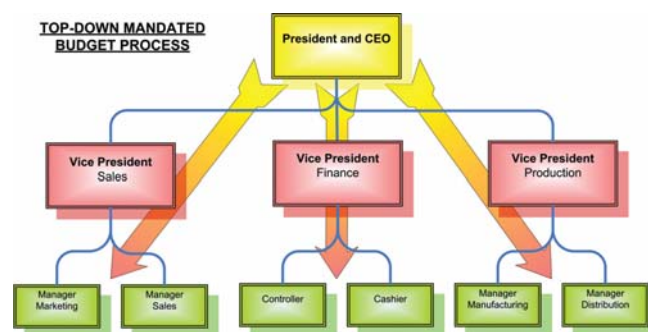 TOP-DOWN MANDATED
BUDGET PROCESS
President and CEO
Vice President
Sales
Vice President
Finance
Vice President
Production
Manager
Marketing
Manager
Sales
Controller
Cashier
Manager
Manufacturing
Manager
Distribution